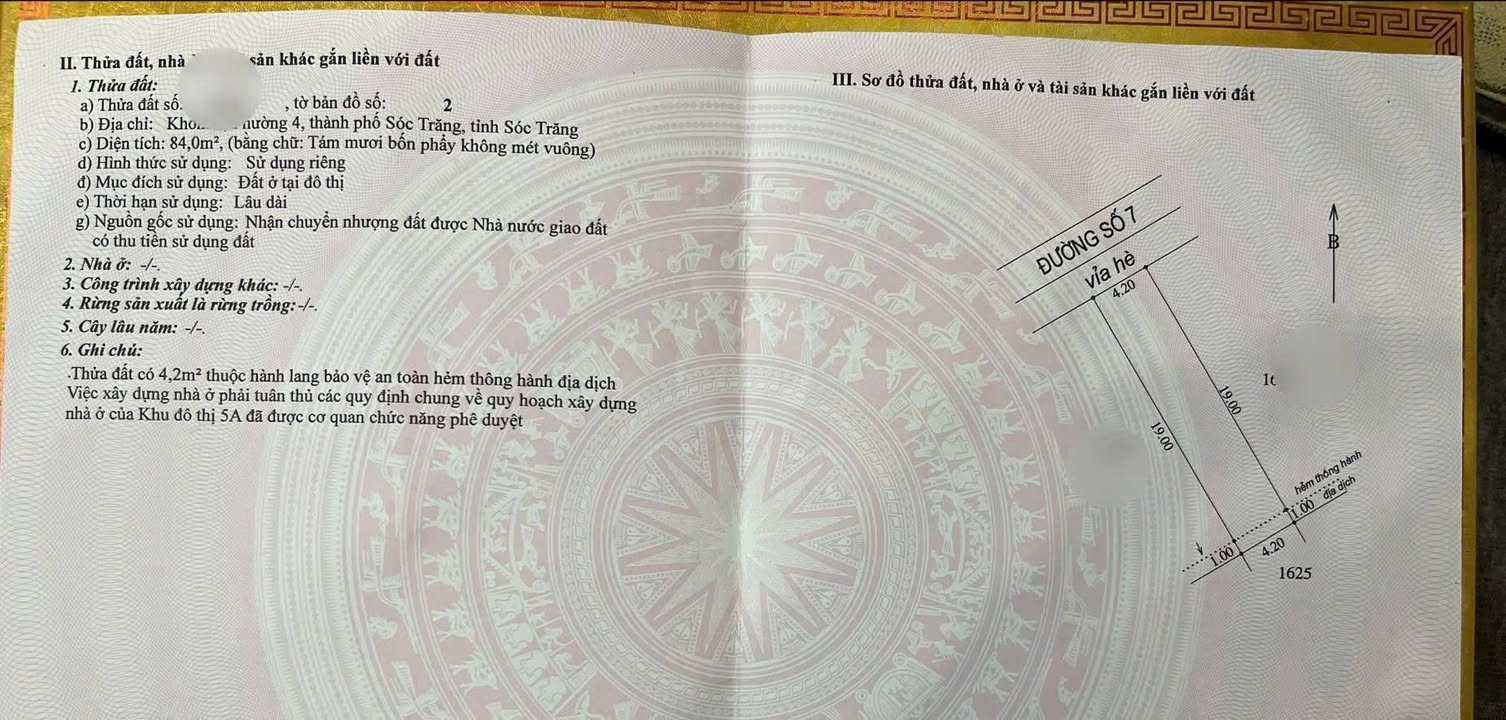 II. Thửa đất, nhà sản khác gắn liền với đất
1. Thửa đất:
a) Thửa đất số , tờ bản đồ số: 2
b) Địa chỉ: 4, thành phố Sóc Trăng, tỉnh Sóc Trăng
c) Diện tích: 84,0m², (bằng chữ: Tám mươi bốn phẩy không mét vuông)
d) Hình thức sử dụng: Sử dụng riêng
đ) Mục đích sử dụng: Đất ở tại đô thị
e) Thời hạn sử dụng: Lâu dài
g) Nguồn gốc sử dụng: Nhận chuyển nhượng đất được Nhà nước giao đất
có thu tiền sử dụng đất
2. Nhà ở: -/-.
3. Công trình xây dựng khác: -/-.
4. Rừng sản xuất là rừng trồng: -/-.
5. Cây lâu năm: -/-.
6. Ghi chú:
.Thửa đất có 4,2m² thuộc hành lang bảo vệ an toàn hẻm thông hành địa dịch
Việc xây dựng nhà ở phải tuân thủ các quy định chung về quy hoạch xây dựng
nhà ở của Khu đô thị 5A đã được cơ quan chức năng phê duyệt
III. Sơ đồ thửa đất, nhà ở và tài sản khác gắn liền với đất
ĐƯỜNG SỐ 7
vỉa hè
4.20
B
19.00
19.00
hẻm thông hành
địa dịch
1.00
1.00
4.20
1625